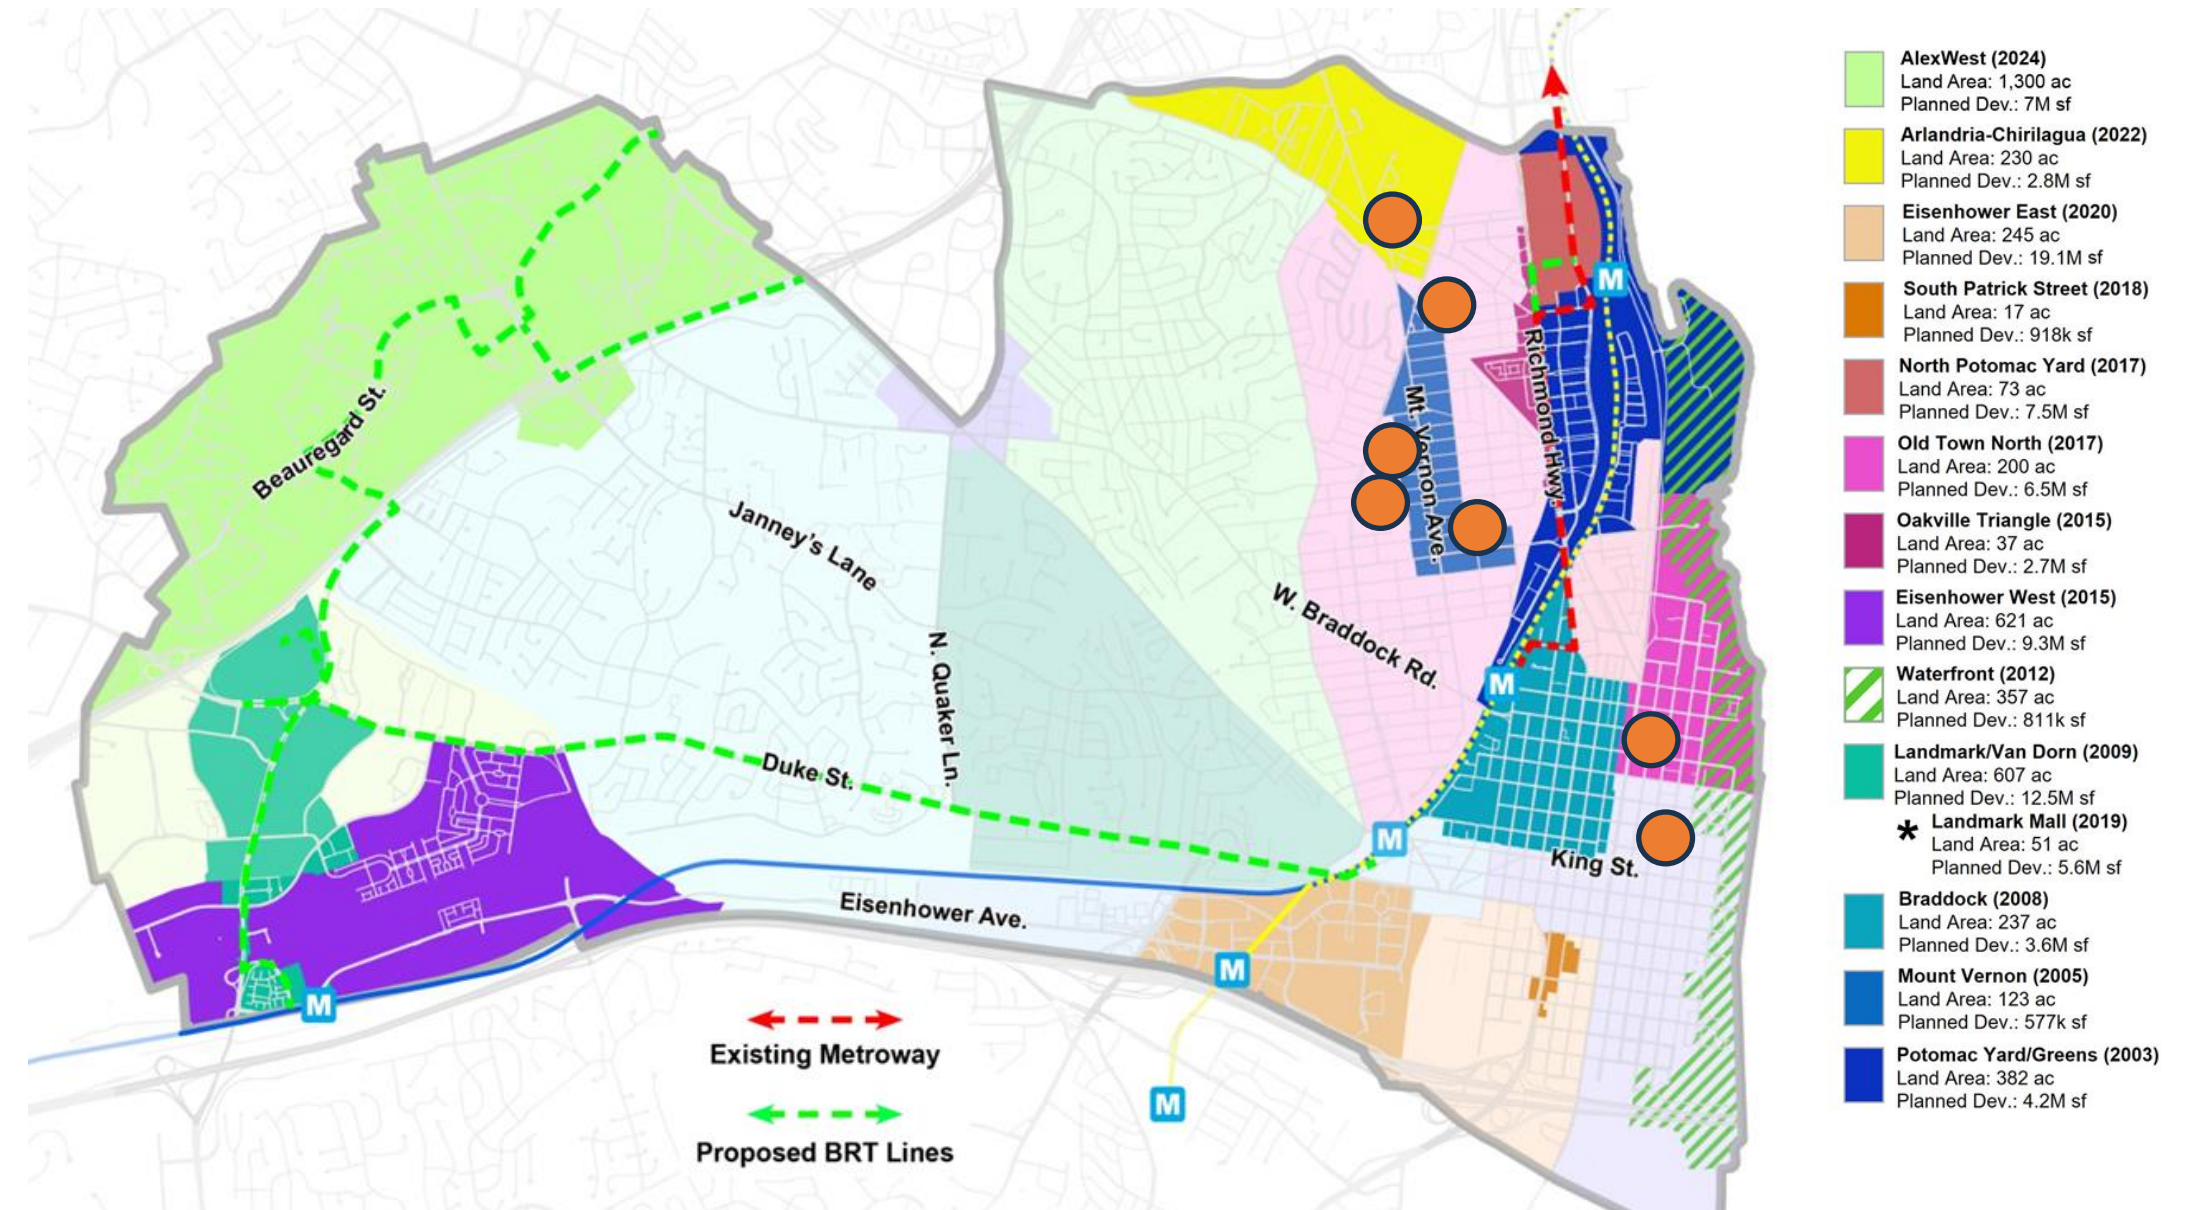 Beauregard St.
Janney's Lane
N. Quaker Ln.
Duke St.
Eisenhower Ave.
W. Braddock Rd.
Mt. Vernon Ave.
Richmond Hwy.
King St.
M
M
M
M
M
M
Existing Metroway
Proposed BRT Lines
AlexWest (2024)
Land Area: 1,300 ac
Planned Dev.: 7M sf
Arlandria-Chirilagua (2022)
Land Area: 230 ac
Planned Dev.: 2.8M sf
Eisenhower East (2020)
Land Area: 245 ac
Planned Dev.: 19.1M sf
South Patrick Street (2018)
Land Area: 17 ac
Planned Dev.: 918k sf
North Potomac Yard (2017)
Land Area: 73 ac
Planned Dev.: 7.5M sf
Old Town North (2017)
Land Area: 200 ac
Planned Dev.: 6.5M sf
Oakville Triangle (2015)
Land Area: 37 ac
Planned Dev.: 2.7M sf
Eisenhower West (2015)
Land Area: 621 ac
Planned Dev.: 9.3M sf
Waterfront (2012)
Land Area: 357 ac
Planned Dev.: 811k sf
Landmark/Van Dorn (2009)
Land Area: 607 ac
Planned Dev.: 12.5M sf
* Landmark Mall (2019)
Land Area: 51 ac
Planned Dev.: 5.6M sf
Braddock (2008)
Land Area: 237 ac
Planned Dev.: 3.6M sf
Mount Vernon (2005)
Land Area: 123 ac
Planned Dev.: 577k sf
Potomac Yard/Greens (2003)
Land Area: 382 ac
Planned Dev.: 4.2M sf